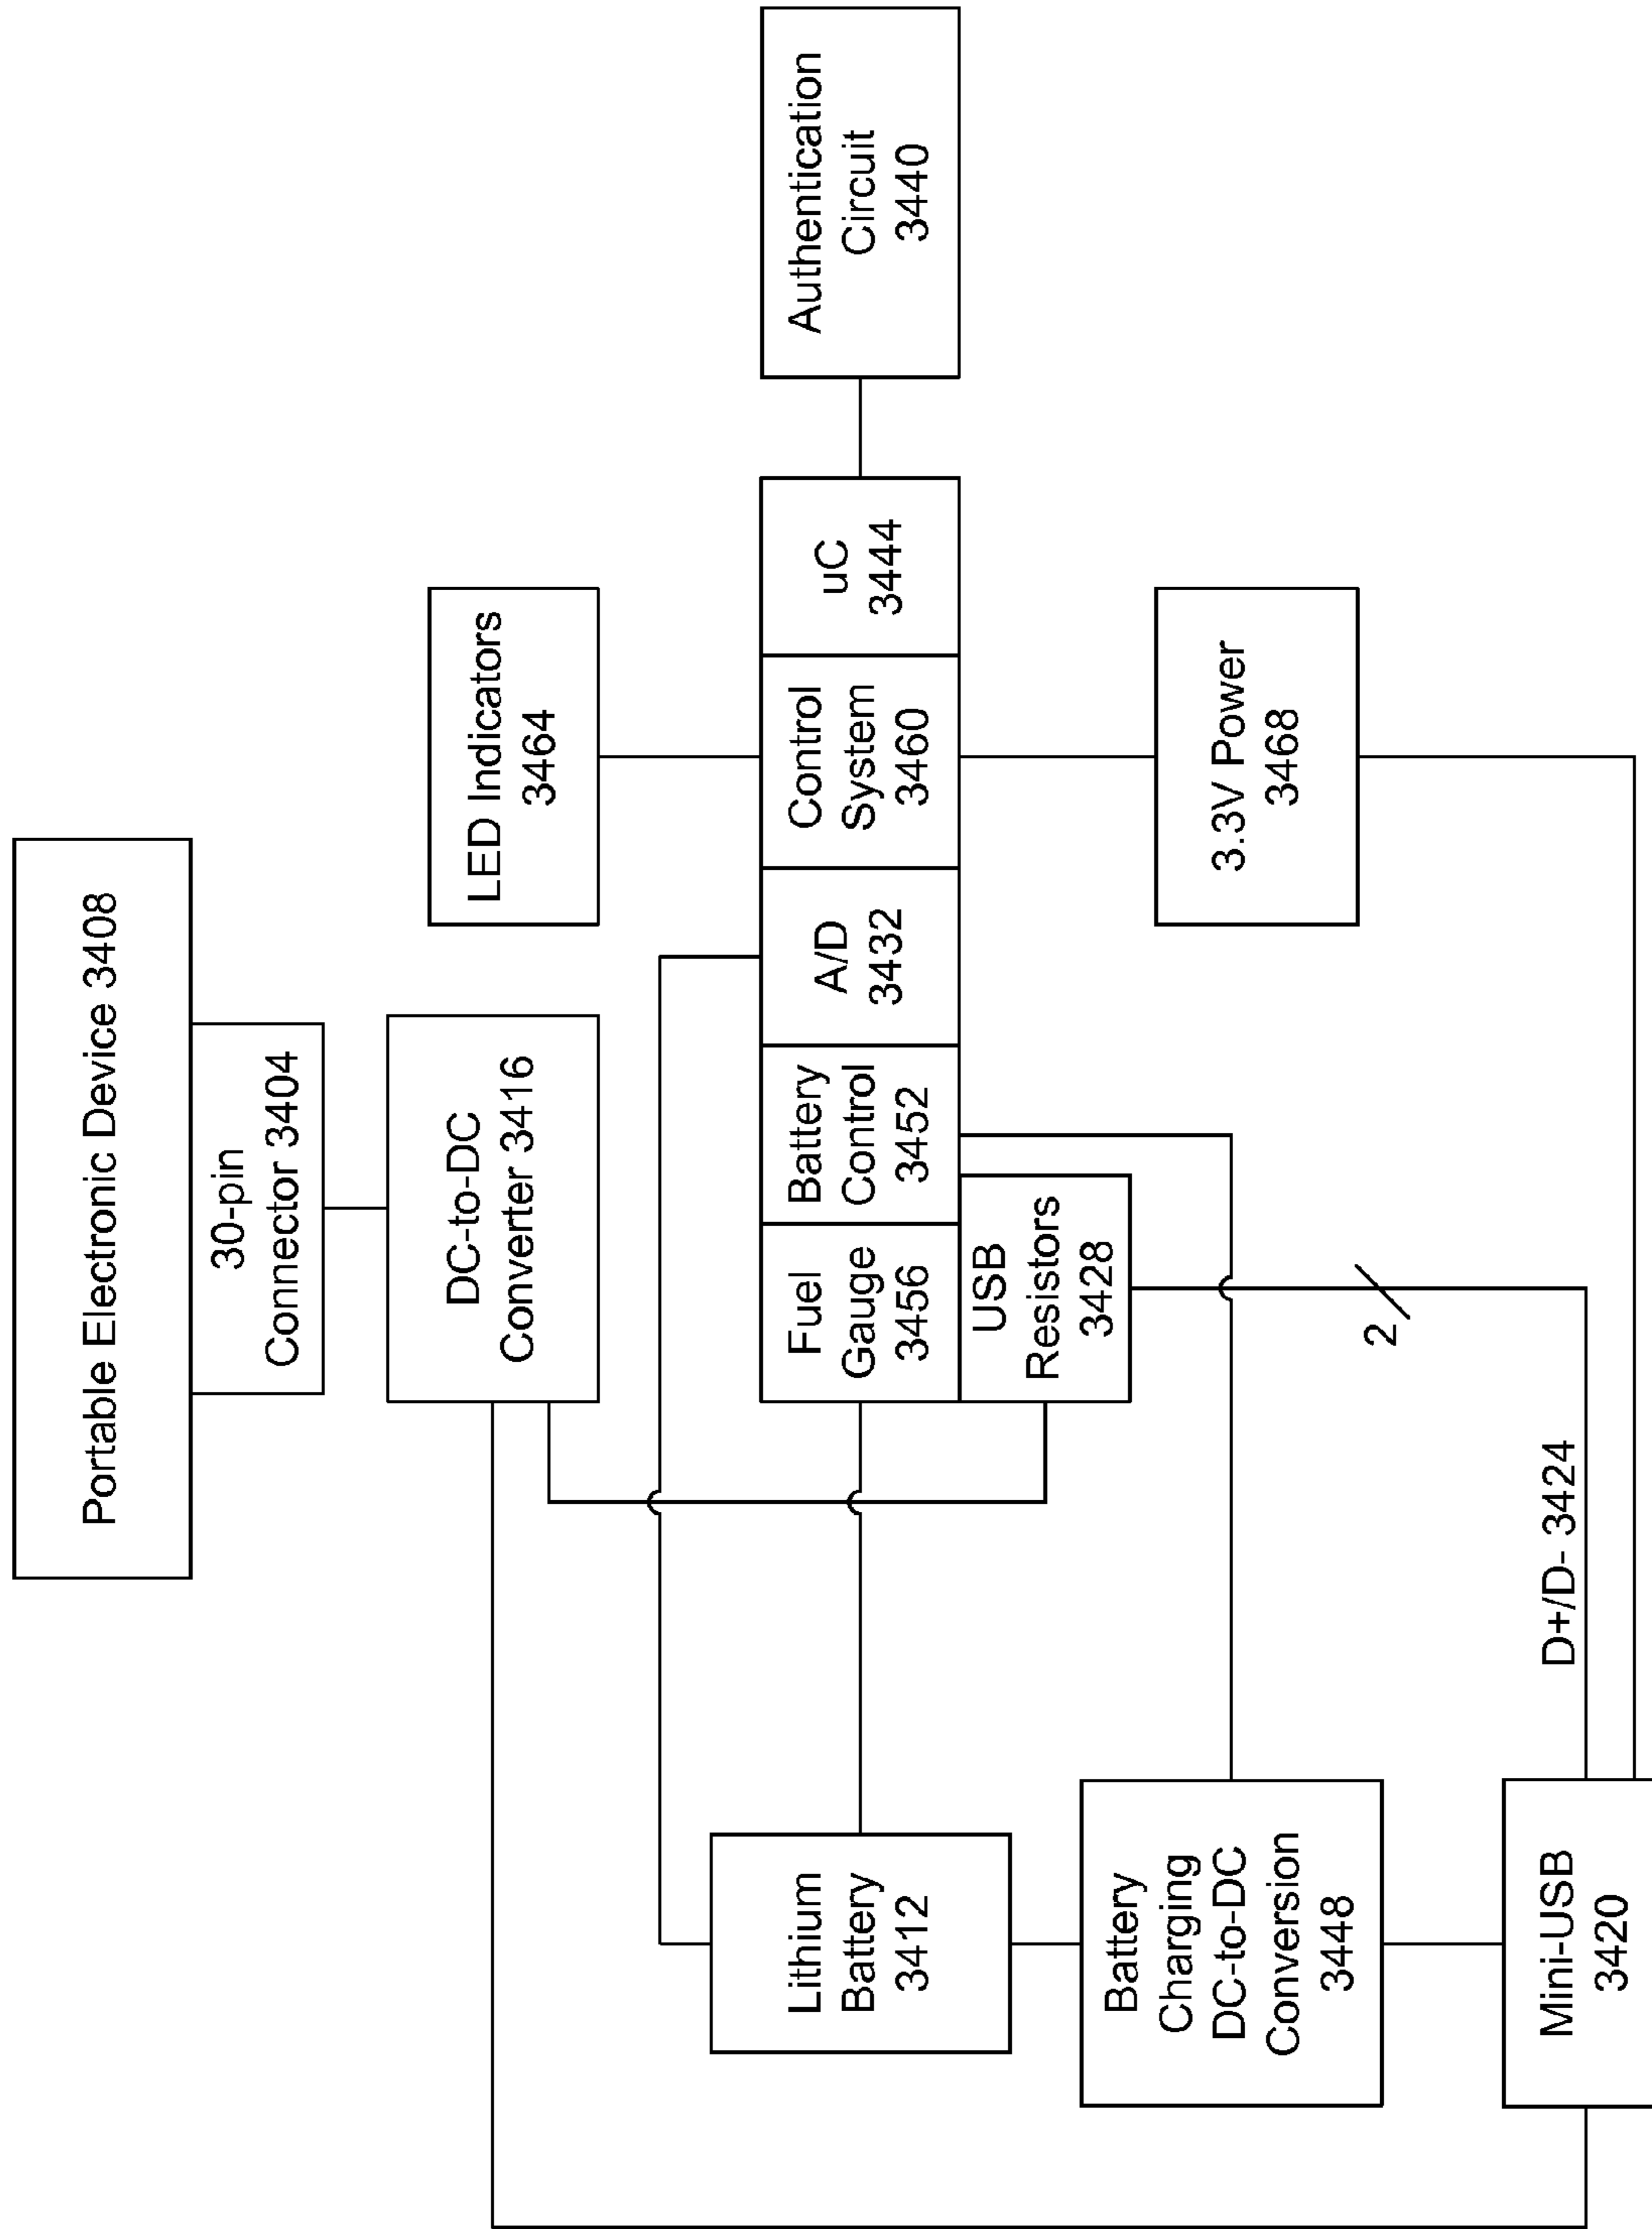 Portable Electronic Device 3408
30-pin
Connector 3404
DC-to-DC
Converter 3416
LED Indicators
3464
Lithium
Battery
3412
Fuel
Gauge
3456
Battery
Control
3452
A/D
3432
Control
System
3460
uC
3444
Authentication
Circuit
3440
USB
Resistors
3428
Battery
Charging
DC-to-DC
Conversion
3448
3.3V Power
3468
2
D+/D- 3424
Mini-USB
3420